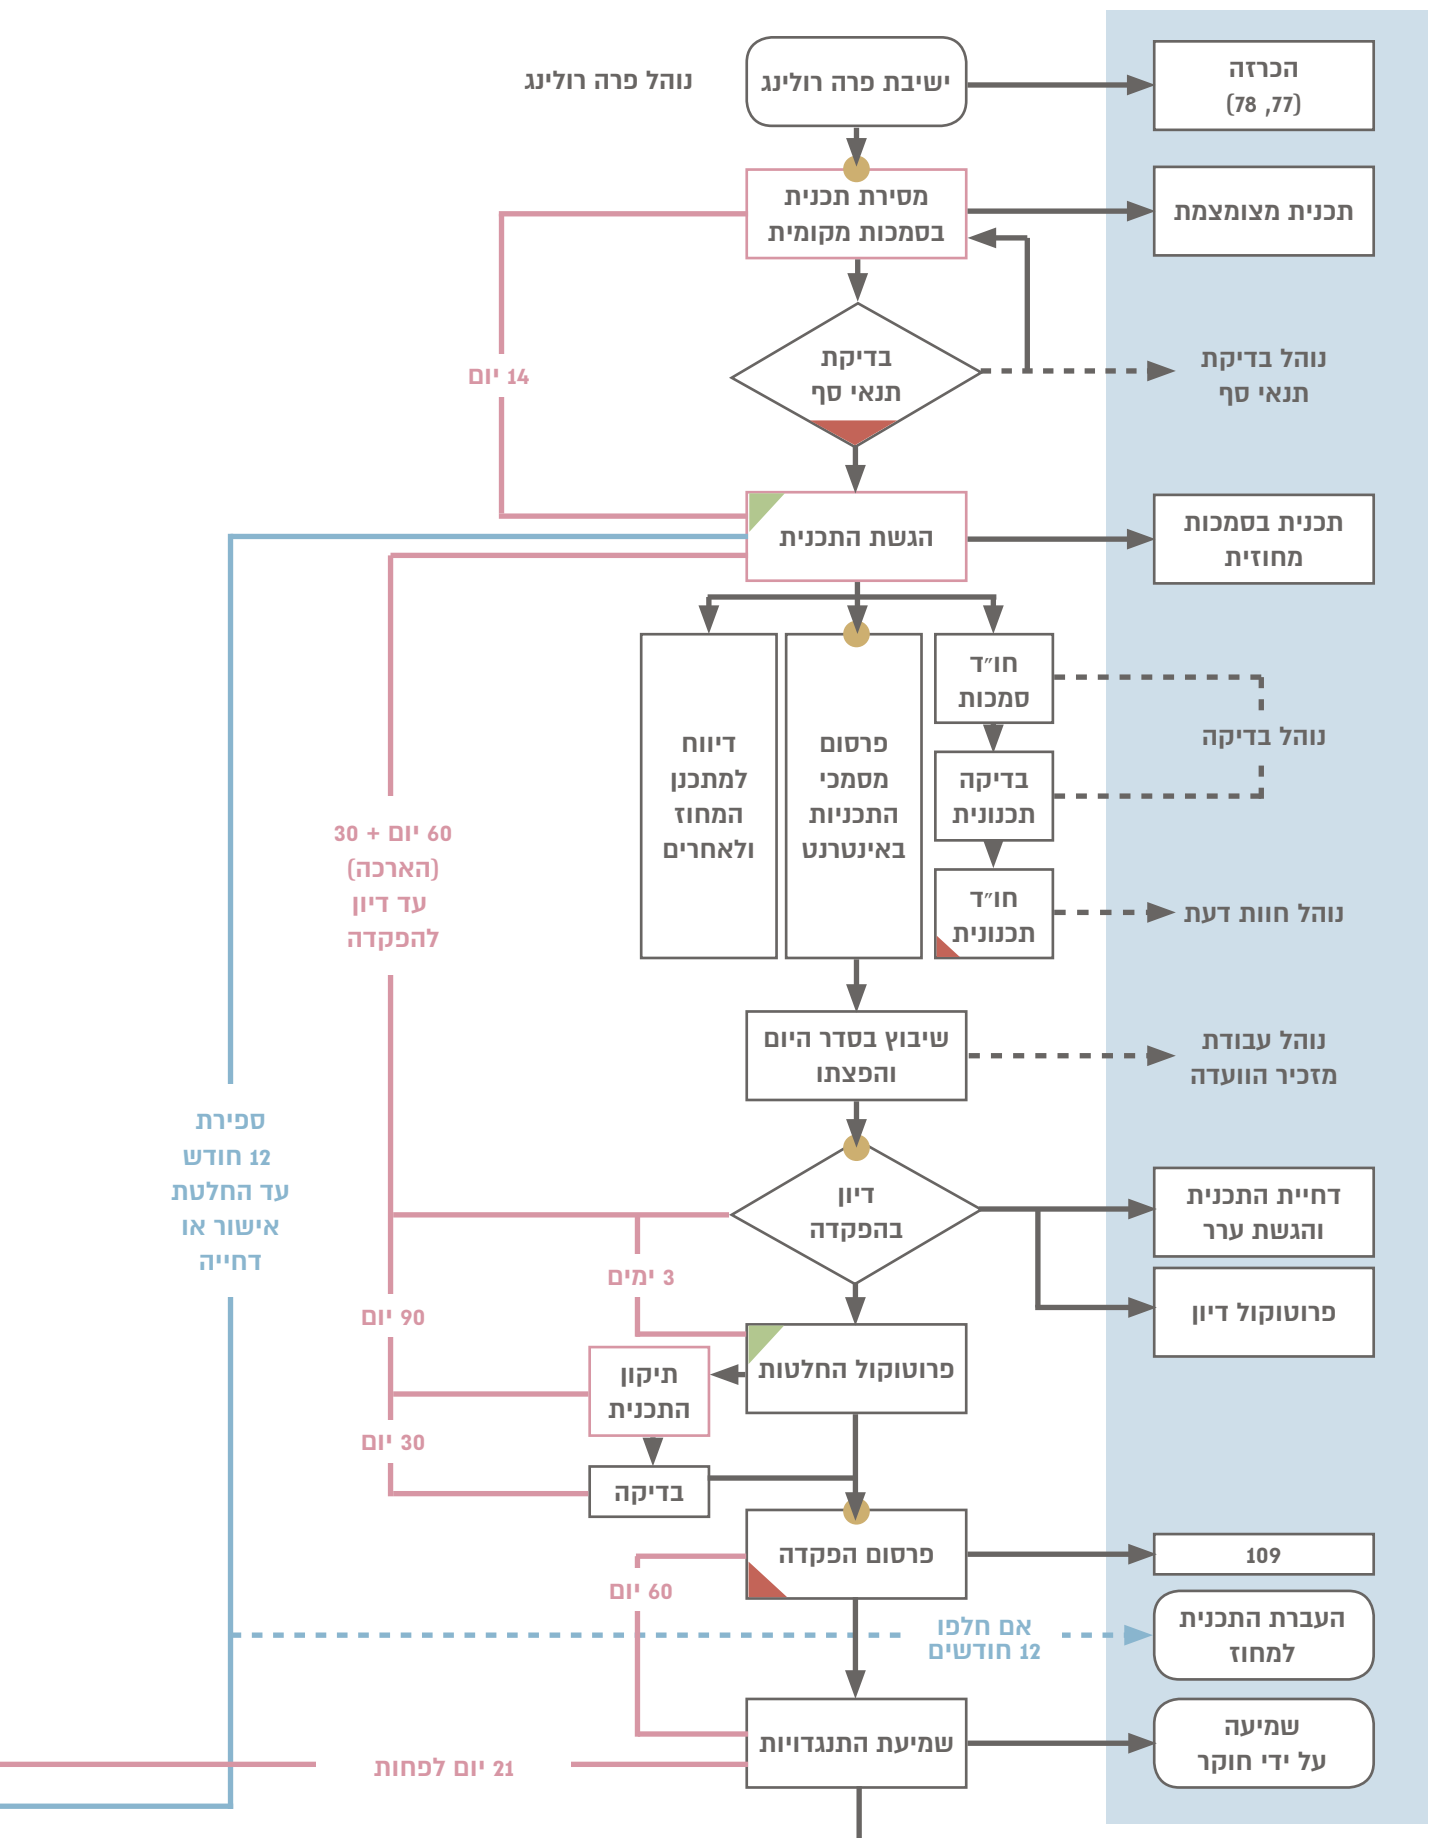 נוהל פרה רולינג
ישיבת פרה רולינג
הכרזה
(77, 78)
מסירת תכנית
בסמכות מקומית
תכנית מצומצמת
14 יום
בדיקת
תנאי סף
נוהל בדיקת
תנאי סף
הגשת התכנית
תכנית בסמכות
מחוזית
חו״ד
סמכות
בדיקה
תכנונית
חו״ד
תכנונית
פרסום
מסמכי
התכניות
באינטרנט
דיווח
למתכנן
המחוז
ולאחרים
נוהל בדיקה
נוהל חוות דעת
60 יום + 30
(הארכה)
עד דיון
להפקדה
שיבוץ בסדר היום
והפצתו
נוהל עבודת
מזכיר הוועדה
ספירת
12 חודש
עד החלטת
אישור או
דחייה
דיון
בהפקדה
דחיית התכנית
והגשת ערר
פרוטוקול דיון
3 ימים
90 יום
פרוטוקול החלטות
תיקון
התכנית
30 יום
בדיקה
פרסום הפקדה
109
60 יום
אם חלפו
12 חודשים
העברת התכנית
למחוז
שמיעת התנגדויות
שמיעה
על ידי חוקר
21 יום לפחות